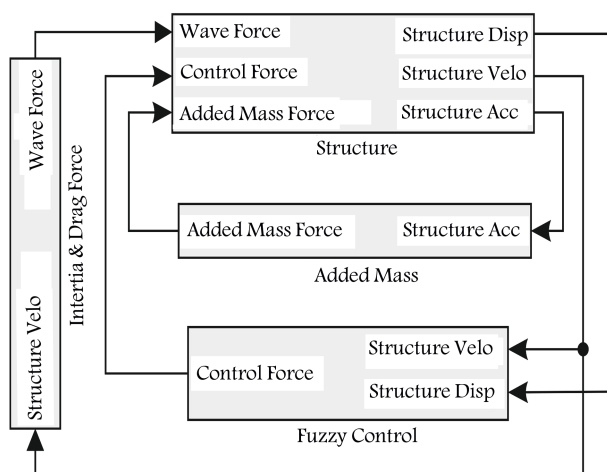 Wave Force
Structure Disp
Control Force
Structure Velo
Added Mass Force
Structure Acc
Structure
Wave Force
Structure Velo
Intertia & Drag Force
Added Mass Force
Structure Acc
Added Mass
Structure Velo
Control Force
Structure Disp
Fuzzy Control